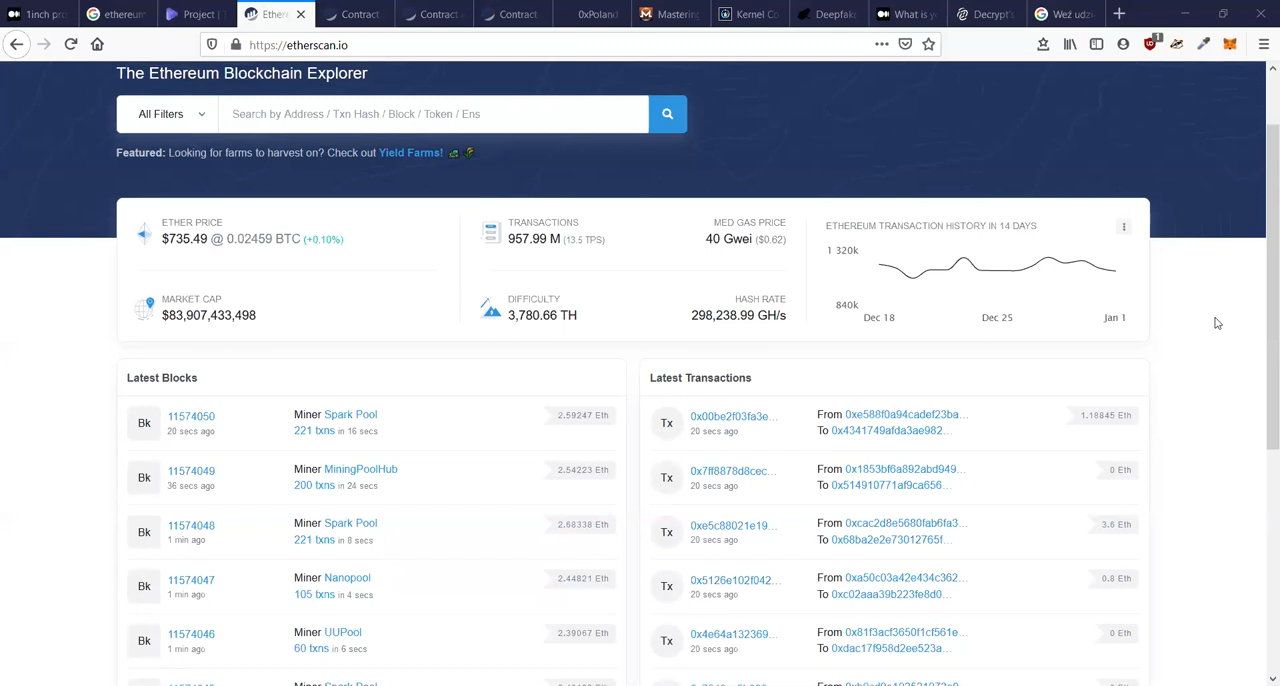 1inch pro
ethereum
Project |
Ether
Contract
Contract
Contract
0xPoland
Mastering
Kernel Co
Deepfak
What is y
Decrypt's
Weź udzi
https://etherscan.io
1
The Ethereum Blockchain Explorer
All Filters
Search by Address / Txn Hash / Block / Token / Ens
Featured: Looking for farms to harvest on? Check out Yield Farms!
ETHER PRICE
$735.49 @ 0.02459 BTC (+0.10%)
MARKET CAP
$83,907,433,498
TRANSACTIONS
957.99 M (13.5 TPS)
MED GAS PRICE
40 Gwei ($0.62)
DIFFICULTY
3,780.66 TH
HASH RATE
298,238.99 GH/s
ETHEREUM TRANSACTION HISTORY IN 14 DAYS
1 320k
840k
Dec 18
Dec 25
Jan 1
Latest Blocks
Bk
11574050
20 secs ago
Miner Spark Pool
221 txns in 16 secs
2.59247 Eth
Bk
11574049
36 secs ago
Miner MiningPoolHub
200 txns in 24 secs
2.54223 Eth
Bk
11574048
1 min ago
Miner Spark Pool
221 txns in 8 secs
2.68338 Eth
Bk
11574047
1 min ago
Miner Nanopool
105 txns in 4 secs
2.44821 Eth
Bk
11574046
1 min ago
Miner UUPool
60 txns in 6 secs
2.39067 Eth
Latest Transactions
Tx
0x00be2f03fa3e...
20 secs ago
From 0xe588f0a94cadef23ba...
To 0x4341749afda3ae982...
1.18845 Eth
Tx
0x7ff8878d8cec...
20 secs ago
From 0x1853bf6a892abd949...
To 0x514910771af9ca656...
0 Eth
Tx
0xe5c88021e19...
20 secs ago
From 0xcac2d8e5680fab6fa3...
To 0x68ba2e2e73012765f...
3.6 Eth
Tx
0x5126e102f042...
20 secs ago
From 0xa50c03a42e434c362...
To 0xc02aaa39b223fe8d0...
0.8 Eth
Tx
0x4e64a132369...
20 secs ago
From 0x81f3acf3650f1cf561e...
To 0xdac17f958d2ee523a...
0 Eth